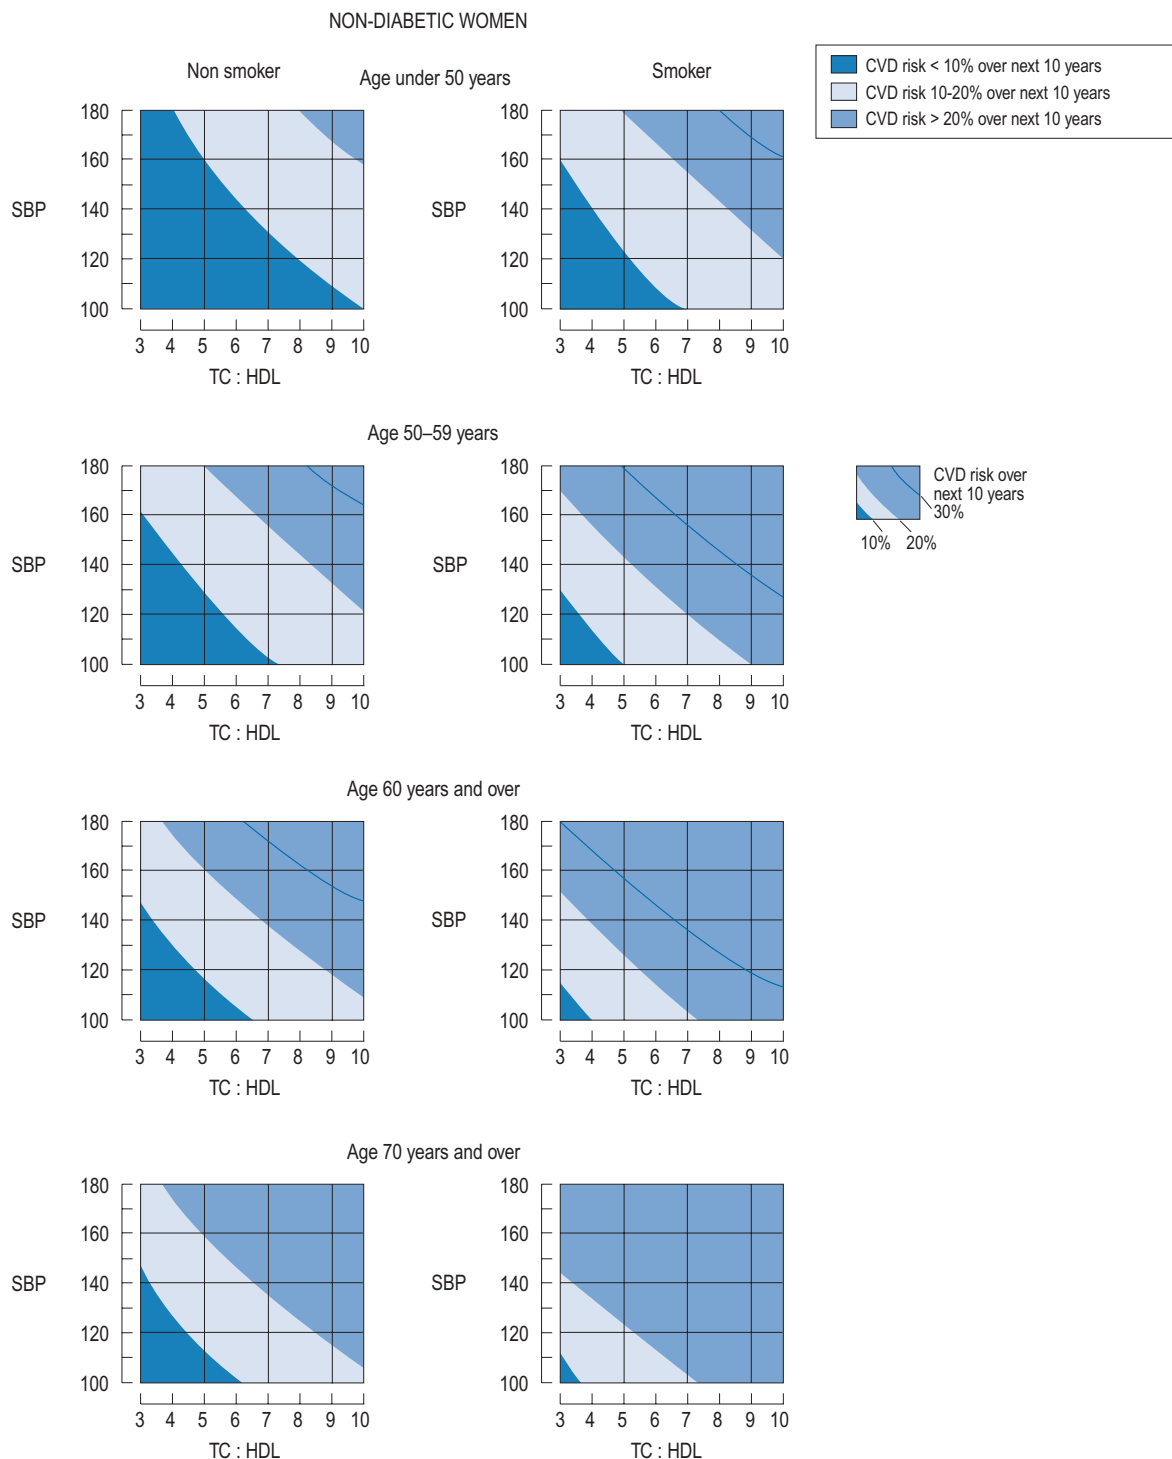 NON-DIABETIC WOMEN
Non smoker
Age under 50 years
Smoker
CVD risk < 10% over next 10 years
CVD risk 10-20% over next 10 years
CVD risk > 20% over next 10 years
SBP
180
160
140
120
100
3 4 5 6 7 8 9 10
TC : HDL
SBP
180
160
140
120
100
3 4 5 6 7 8 9 10
TC : HDL
Age 50–59 years
SBP
180
160
140
120
100
3 4 5 6 7 8 9 10
TC : HDL
SBP
180
160
140
120
100
3 4 5 6 7 8 9 10
TC : HDL
CVD risk over
next 10 years
30%
10% 20%
Age 60 years and over
SBP
180
160
140
120
100
3 4 5 6 7 8 9 10
TC : HDL
SBP
180
160
140
120
100
3 4 5 6 7 8 9 10
TC : HDL
Age 70 years and over
SBP
180
160
140
120
100
3 4 5 6 7 8 9 10
TC : HDL
SBP
180
160
140
120
100
3 4 5 6 7 8 9 10
TC : HDL